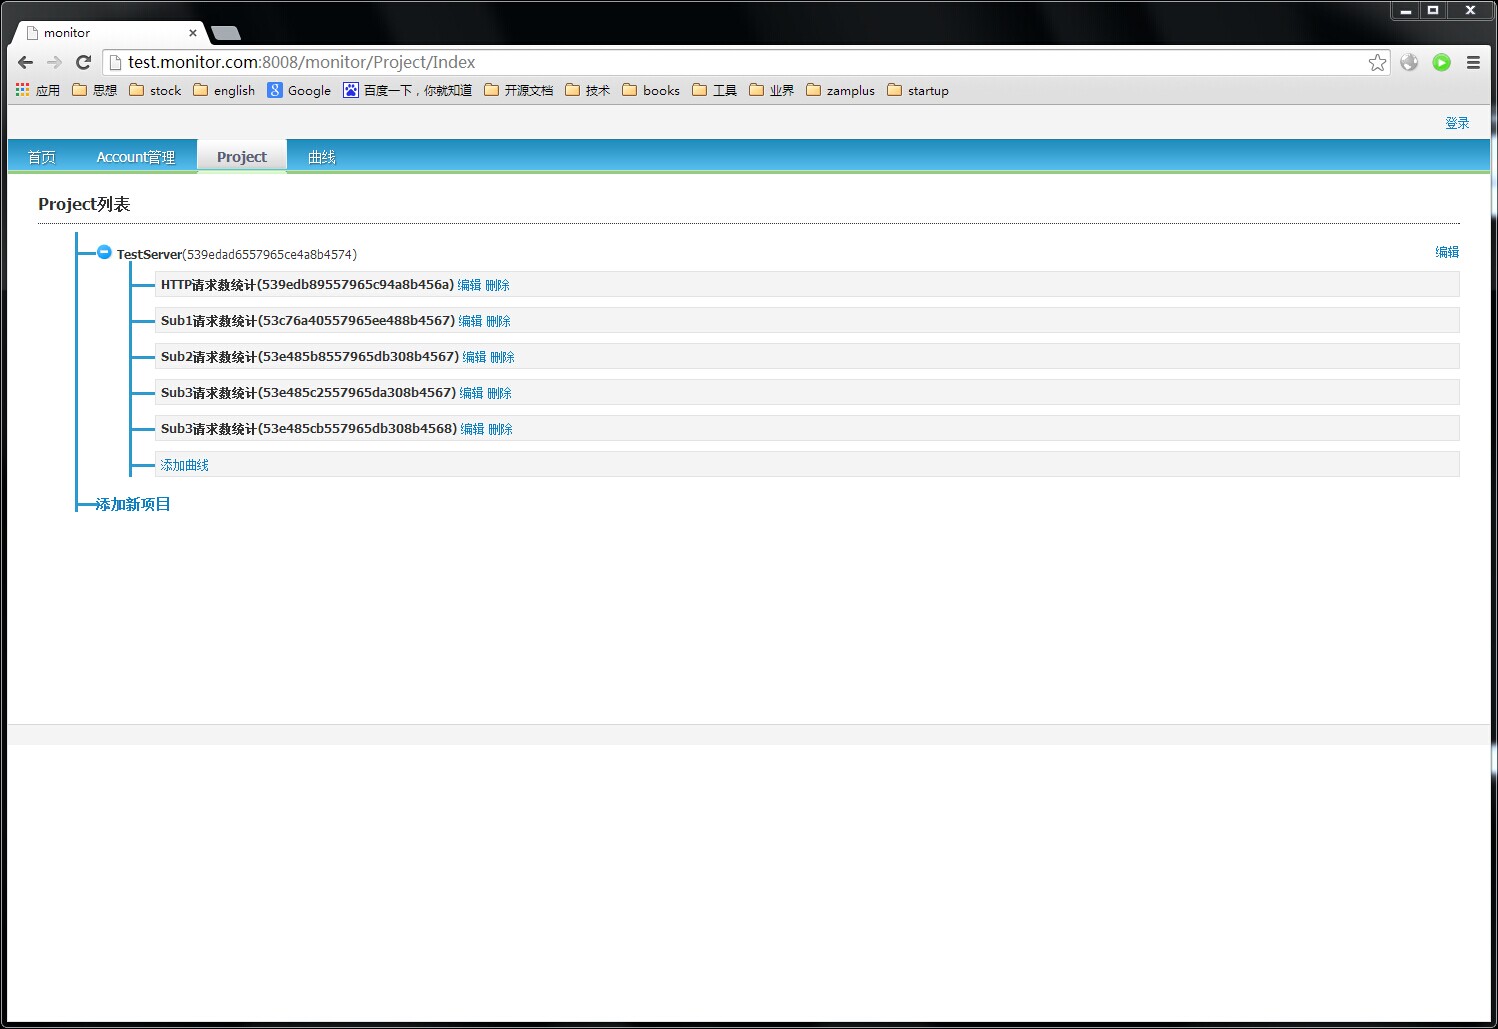 monitor
test.monitor.com:8008/monitor/Project/Index
应用 思想 stock english Google 百度一下，你就知道 开源文档 技术 books 工具 业界 zamplus startup
登录
首页 Account管理 Project 曲线
Project列表
TestServer(539edad6557965ce4a8b4574) 编辑
HTTP请求数统计(539edb89557965c94a8b456a) 编辑 删除
Sub1请求数统计(53c76a40557965ee488b4567) 编辑 删除
Sub2请求数统计(53e485b8557965db308b4567) 编辑 删除
Sub3请求数统计(53e485c2557965da308b4567) 编辑 删除
Sub3请求数统计(53e485cb557965db308b4568) 编辑 删除
添加曲线
添加新项目